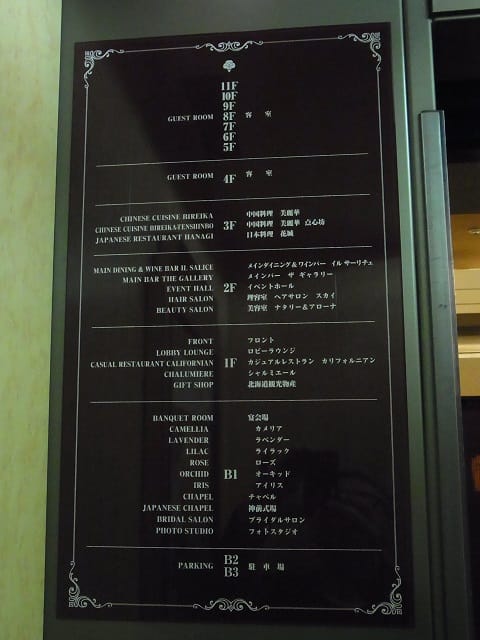 11F
10F
9F
GUEST ROOM 8F 客室
7F
6F
5F
GUEST ROOM 4F 客室
CHINESE CUISINE BIREIKA 中国料理 美麗華
CHINESE CUISINE BIREIKA TENSHINBO 3F 中国料理 美麗華 点心坊
JAPANESE RESTAURANT HANAGI 日本料理 花城
MAIN DINING & WINE BAR IL SALICE メインダイニング&ワインバー イル サーリチェ
MAIN BAR THE GALLERY メインバー ザ ギャラリー
EVENT HALL 2F イベントホール
HAIR SALON 理容室 ヘアサロン スカイ
BEAUTY SALON 美容室 ナタリー&アローナ
FRONT フロント
LOBBY LOUNGE ロビーラウンジ
CASUAL RESTAURANT CALIFORNIAN 1F カジュアルレストラン カリフォルニアン
CHALUMIERE シャルミエール
GIFT SHOP 北海道観光物産
BANQUET ROOM 宴会場
CAMELLIA カメリア
LAVENDER ラベンダー
LILAC ライラック
ROSE ローズ
ORCHID B1 オーキッド
IRIS アイリス
CHAPEL チャペル
JAPANESE CHAPEL 神前式場
BRIDAL SALON ブライダルサロン
PHOTO STUDIO フォトスタジオ
PARKING B2 駐車場
B3